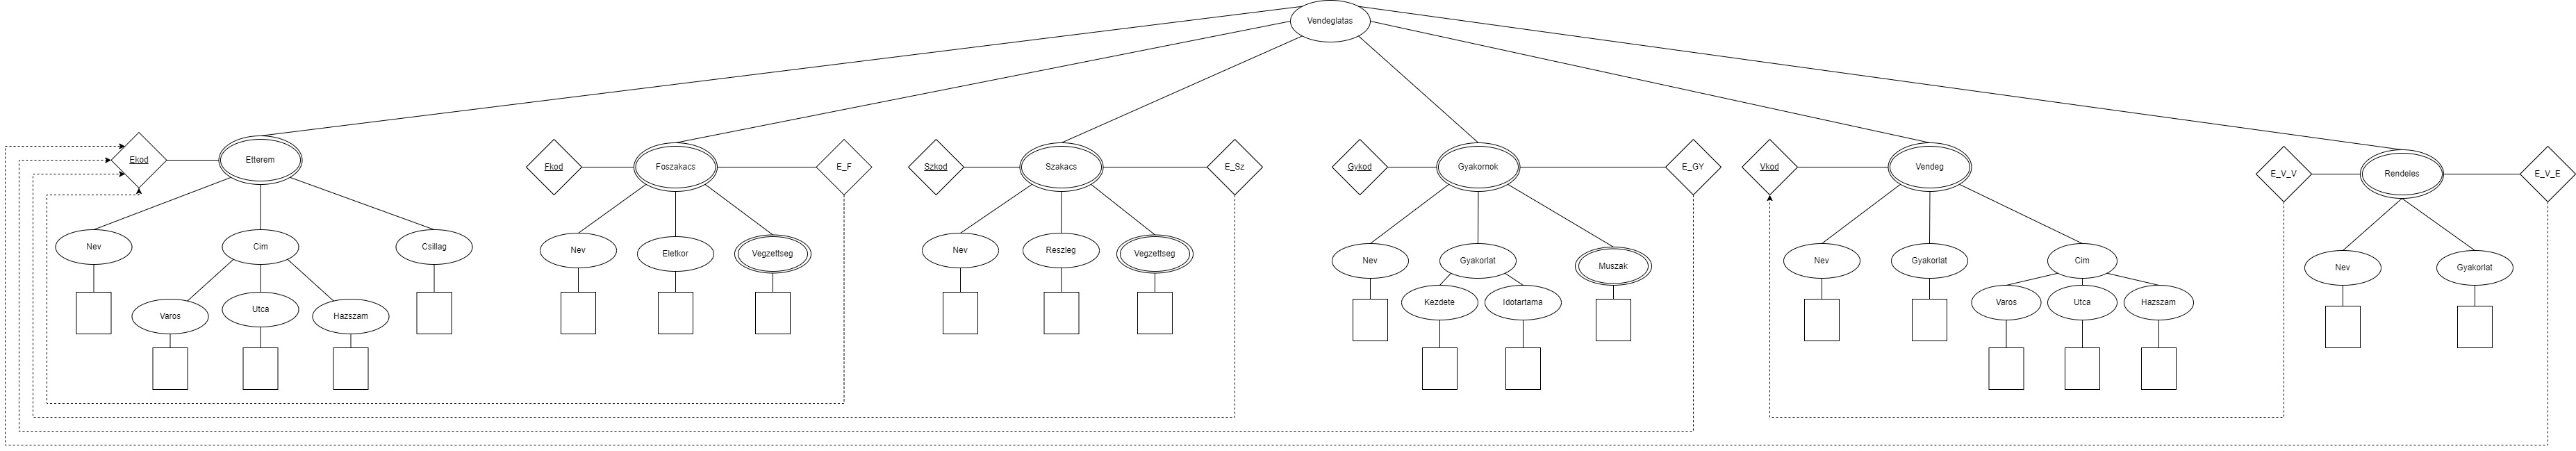 Vendeglatas
Ekod
Etterem
Fkod
Foszakacs
E_F
Szkod
Szakacs
E_Sz
Gykod
Gyakornok
E_GY
Vkod
Vendeg
E_V_V
Rendeles
E_V_E
Nev
Cim
Csillag
Nev
Eletkor
Vegzettseg
Nev
Reszleg
Vegzettseg
Nev
Gyakorlat
Muszak
Nev
Gyakorlat
Cim
Nev
Gyakorlat
Varos
Utca
Hazszam
Kezdete
Idotartama
Varos
Utca
Hazszam